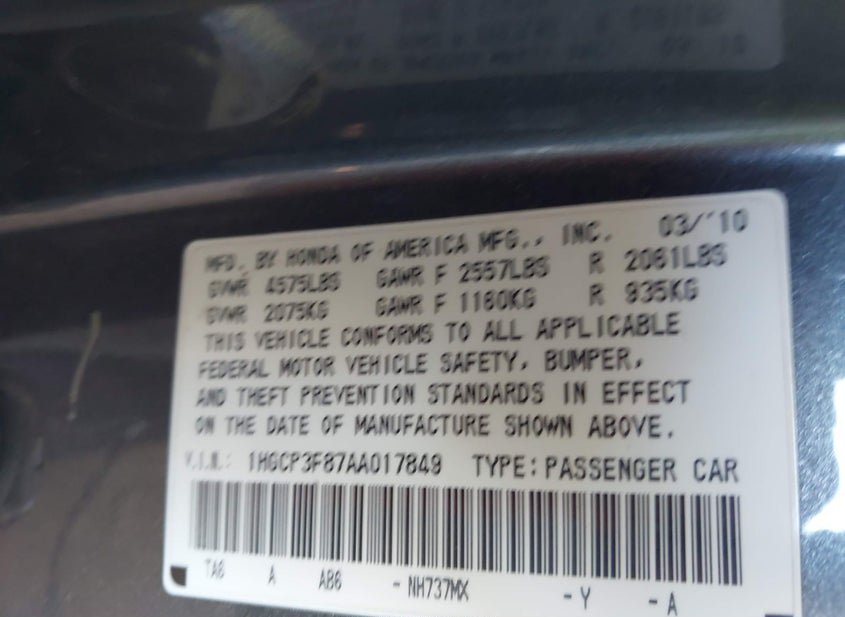 MFD. BY HONDA OF AMERICA MFG., INC. 03/'10
GVWR 4575LBS GAWR F 2557LBS R 2061LBS
GVWR 2075KG GAWR F 1160KG R 935KG
THIS VEHICLE CONFORMS TO ALL APPLICABLE
FEDERAL MOTOR VEHICLE SAFETY, BUMPER,
AND THEFT PREVENTION STANDARDS IN EFFECT
ON THE DATE OF MANUFACTURE SHOWN ABOVE.
V.I.N.: 1HGCP3F87AA017849 TYPE: PASSENGER CAR
TA6 A AB6 - NH737MX - Y - A